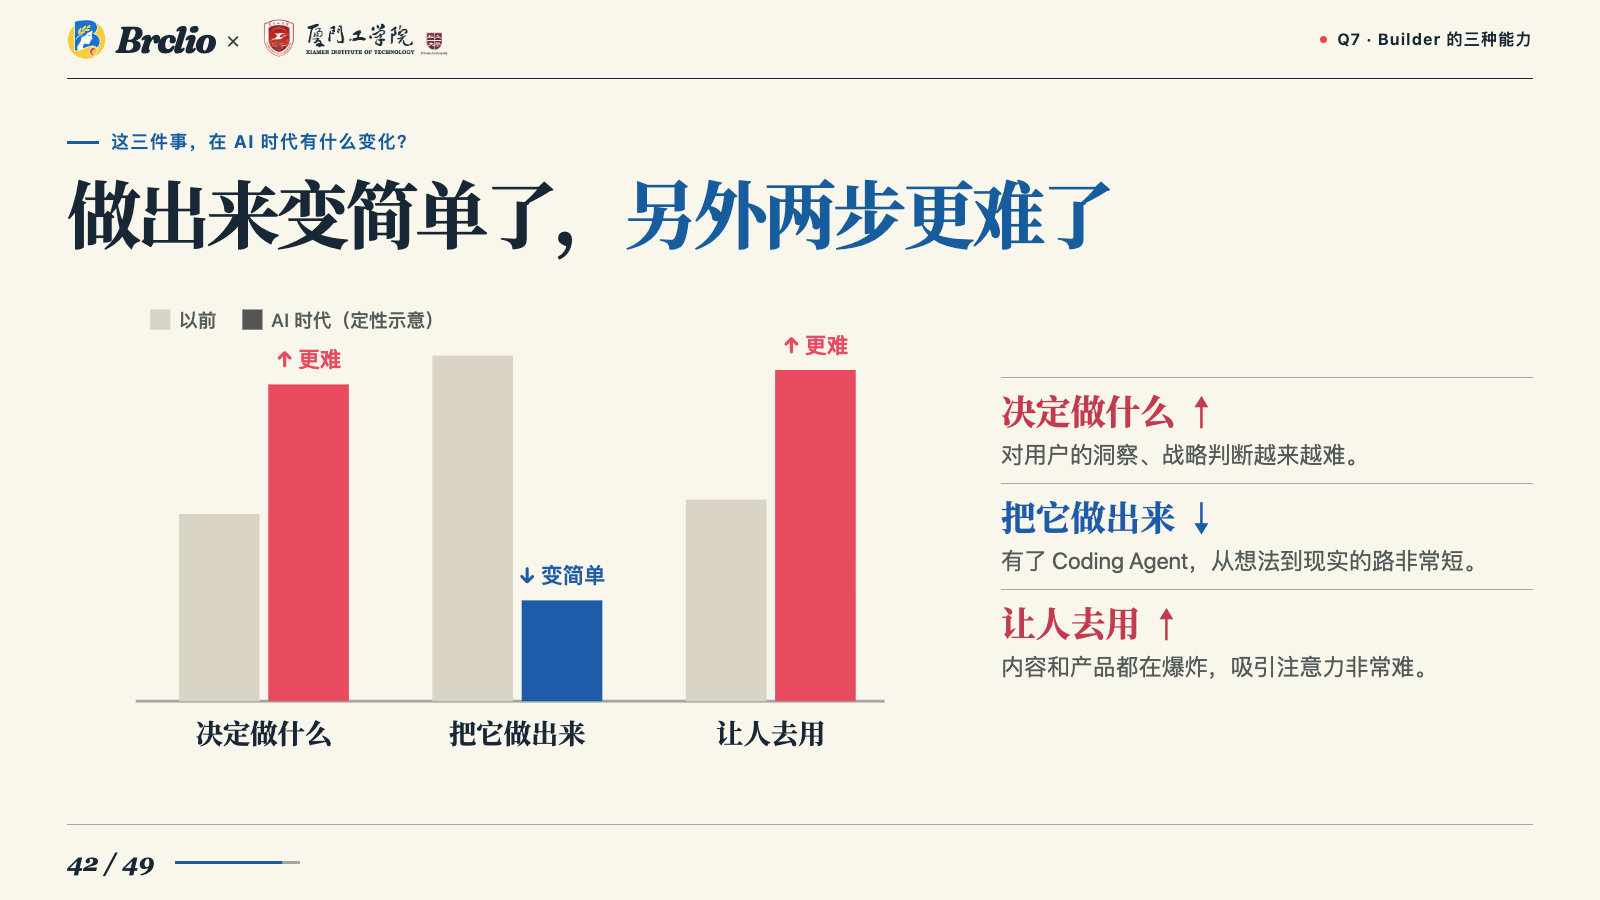 Brclio × 厦门工学院
XIAMEN INSTITUTE OF TECHNOLOGY
Q7 · Builder 的三种能力
这三件事，在 AI 时代有什么变化？
做出来变简单了，另外两步更难了
以前 AI 时代（定性示意）
↑ 更难
↑ 更难
↓ 变简单
决定做什么
把它做出来
让人去用
决定做什么 ↑
对用户的洞察、战略判断越来越难。
把它做出来 ↓
有了 Coding Agent，从想法到现实的路非常短。
让人去用 ↑
内容和产品都在爆炸，吸引注意力非常难。
42 / 49